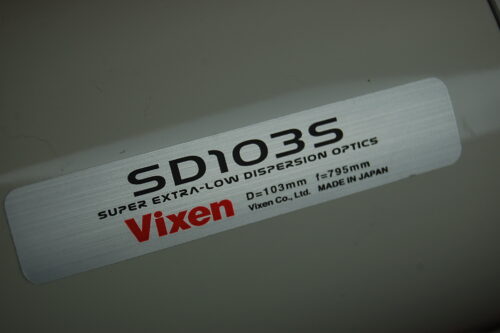 SD103S
SUPER EXTRA-LOW DISPERSION OPTICS
Vixen
D=103mm f=795mm
Vixen Co., Ltd. MADE IN JAPAN